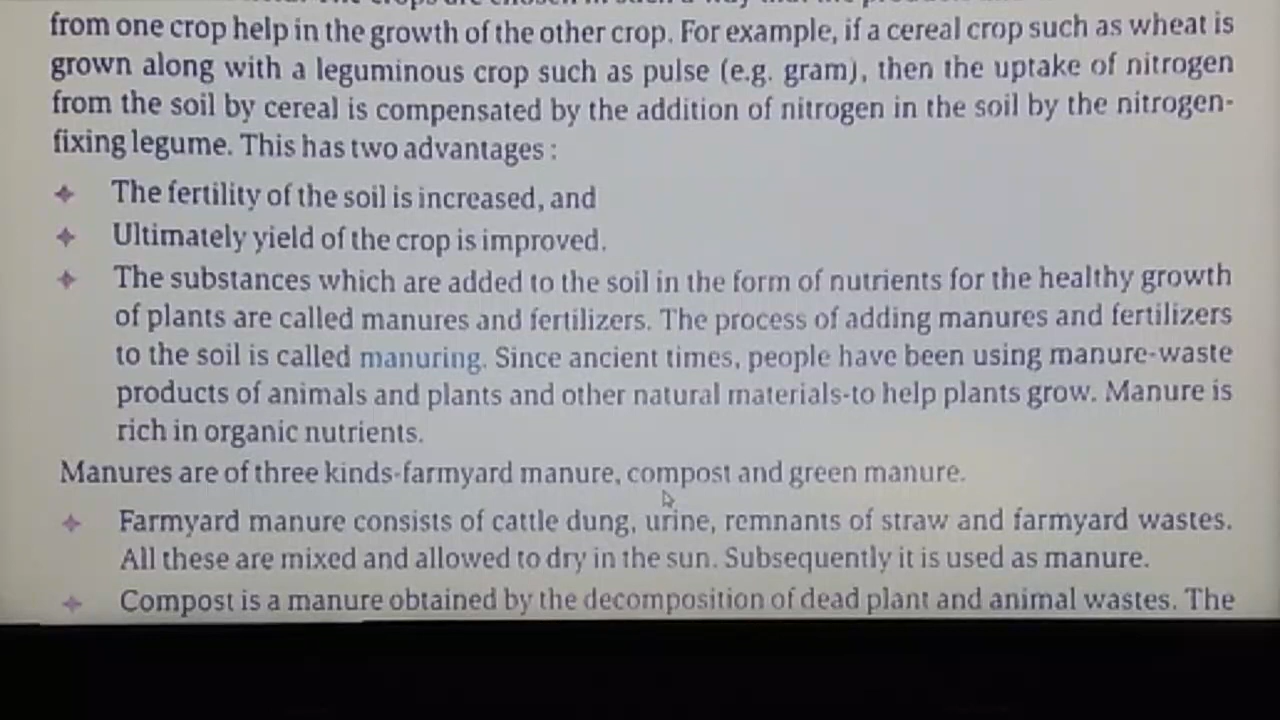 from one crop help in the growth of the other crop. For example, if a cereal crop such as wheat is
grown along with a leguminous crop such as pulse (e.g. gram), then the uptake of nitrogen
from the soil by cereal is compensated by the addition of nitrogen in the soil by the nitrogen-
fixing legume. This has two advantages :
The fertility of the soil is increased, and
Ultimately yield of the crop is improved.
The substances which are added to the soil in the form of nutrients for the healthy growth
of plants are called manures and fertilizers. The process of adding manures and fertilizers
to the soil is called manuring. Since ancient times, people have been using manure-waste
products of animals and plants and other natural materials-to help plants grow. Manure is
rich in organic nutrients.
Manures are of three kinds-farmyard manure, compost and green manure.
Farmyard manure consists of cattle dung, urine, remnants of straw and farmyard wastes.
All these are mixed and allowed to dry in the sun. Subsequently it is used as manure.
Compost is a manure obtained by the decomposition of dead plant and animal wastes. The